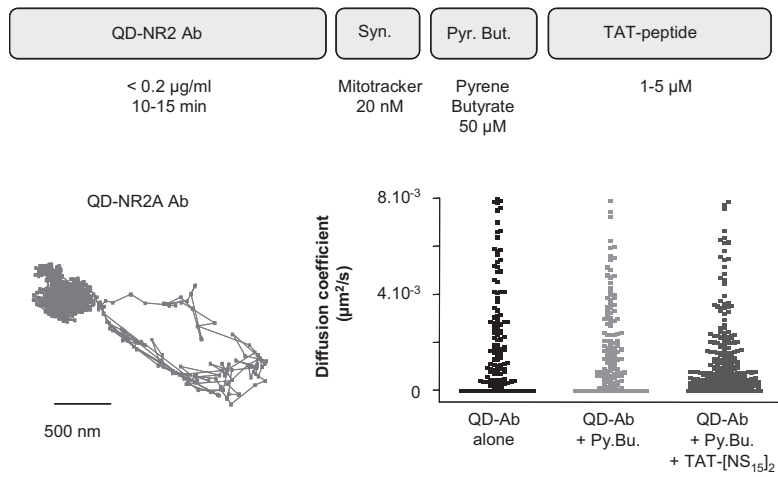 QD-NR2 Ab
Syn.
Pyr. But.
TAT-peptide
< 0.2 µg/ml
10-15 min
Mitotracker
20 nM
Pyrene
Butyrate
50 µM
1-5 µM
QD-NR2A Ab
500 nm
Diffusion coefficient
(µm²/s)
8.10⁻³
4.10⁻³
0
QD-Ab
alone
QD-Ab
+ Py.Bu.
QD-Ab
+ Py.Bu.
+ TAT-[NS₁₅]₂